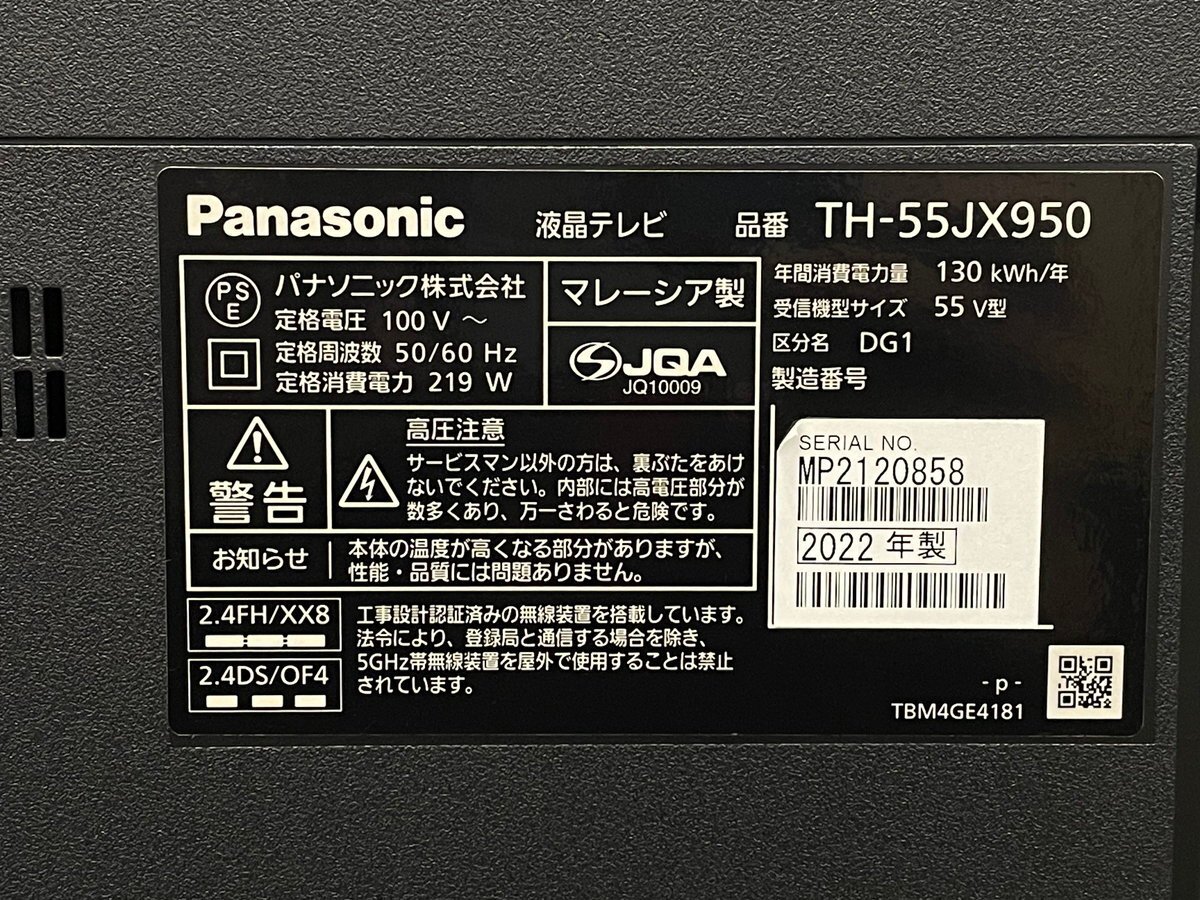 Panasonic
液晶テレビ
品番 TH-55JX950
PSE
パナソニック株式会社
定格電圧 100 V ～
定格周波数 50/60 Hz
定格消費電力 219 W
マレーシア製
JQA
JQ10009
年間消費電力量 130 kWh/年
受信機型サイズ 55 V型
区分名 DG1
製造番号
警告
高圧注意
サービスマン以外の方は、裏ぶたをあけ
ないでください。内部には高電圧部分が
数多くあり、万一さわると危険です。
お知らせ
本体の温度が高くなる部分がありますが、
性能・品質には問題ありません。
SERIAL NO.
MP2120858
2022 年製
2.4FH/XX8
2.4DS/OF4
工事設計認証済みの無線装置を搭載しています。
法令により、登録局と通信する場合を除き、
5GHz帯無線装置を屋外で使用することは禁止
されています。
- p -
TBM4GE4181